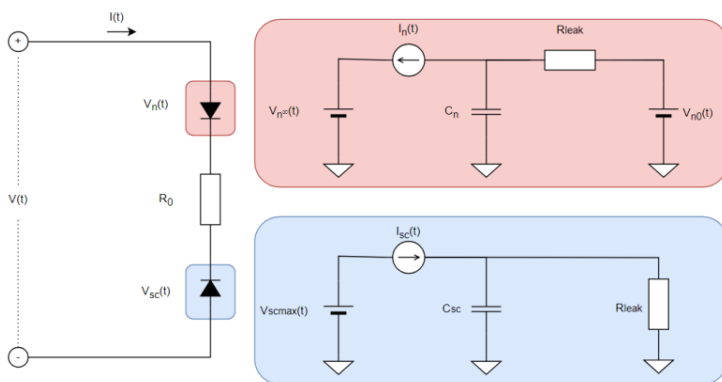 I(t)
+
V(t)
-
Vn(t)
R0
Vsc(t)
In(t)
Rleak
Vn∞(t)
Cn
Vn0(t)
Isc(t)
Vscmax(t)
Csc
Rleak